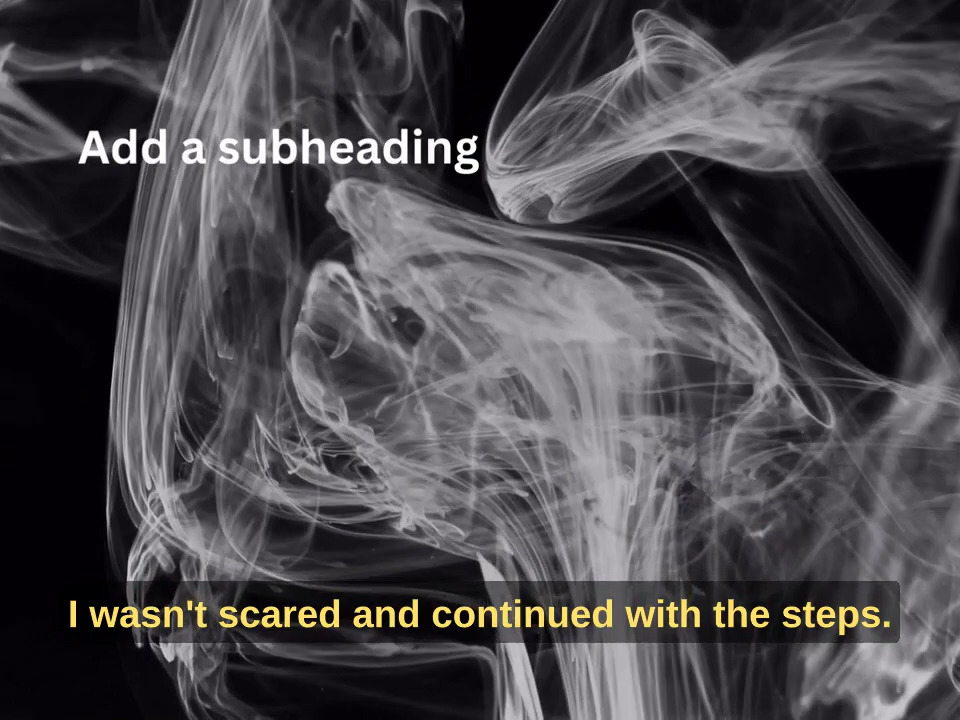 Add a subheading
I wasn't scared and continued with the steps.